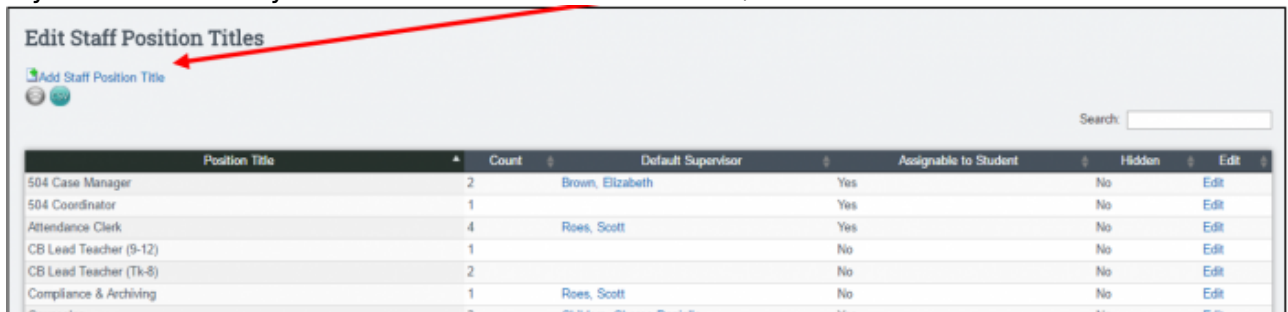 Edit Staff Position Titles
Add Staff Position Title
CSV
Search:
Position Title Count Default Supervisor Assignable to Student Hidden Edit
504 Case Manager 2 Brown, Elizabeth Yes No Edit
504 Coordinator 1 Yes No Edit
Attendance Clerk 4 Roes, Scott Yes No Edit
CB Lead Teacher (9-12) 1 No No Edit
CB Lead Teacher (Tk-8) 2 No No Edit
Compliance & Archiving 1 Roes, Scott No No Edit